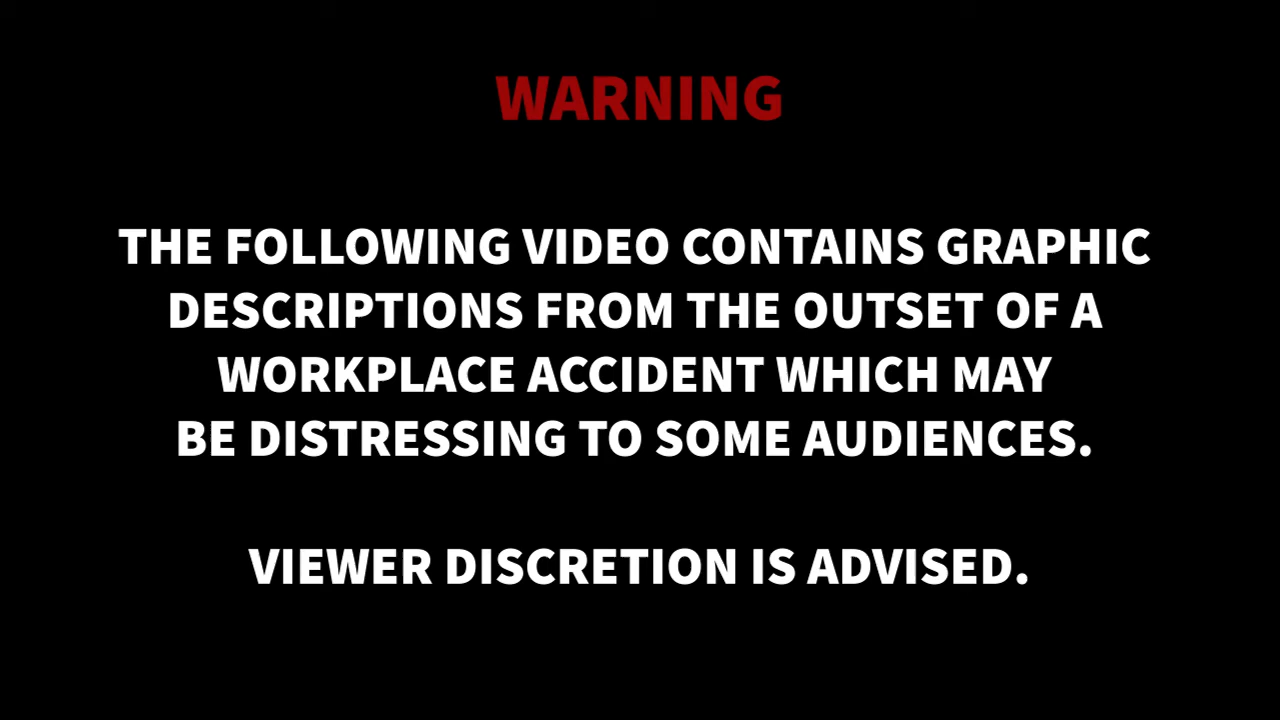 WARNING
THE FOLLOWING VIDEO CONTAINS GRAPHIC
DESCRIPTIONS FROM THE OUTSET OF A
WORKPLACE ACCIDENT WHICH MAY
BE DISTRESSING TO SOME AUDIENCES.
VIEWER DISCRETION IS ADVISED.